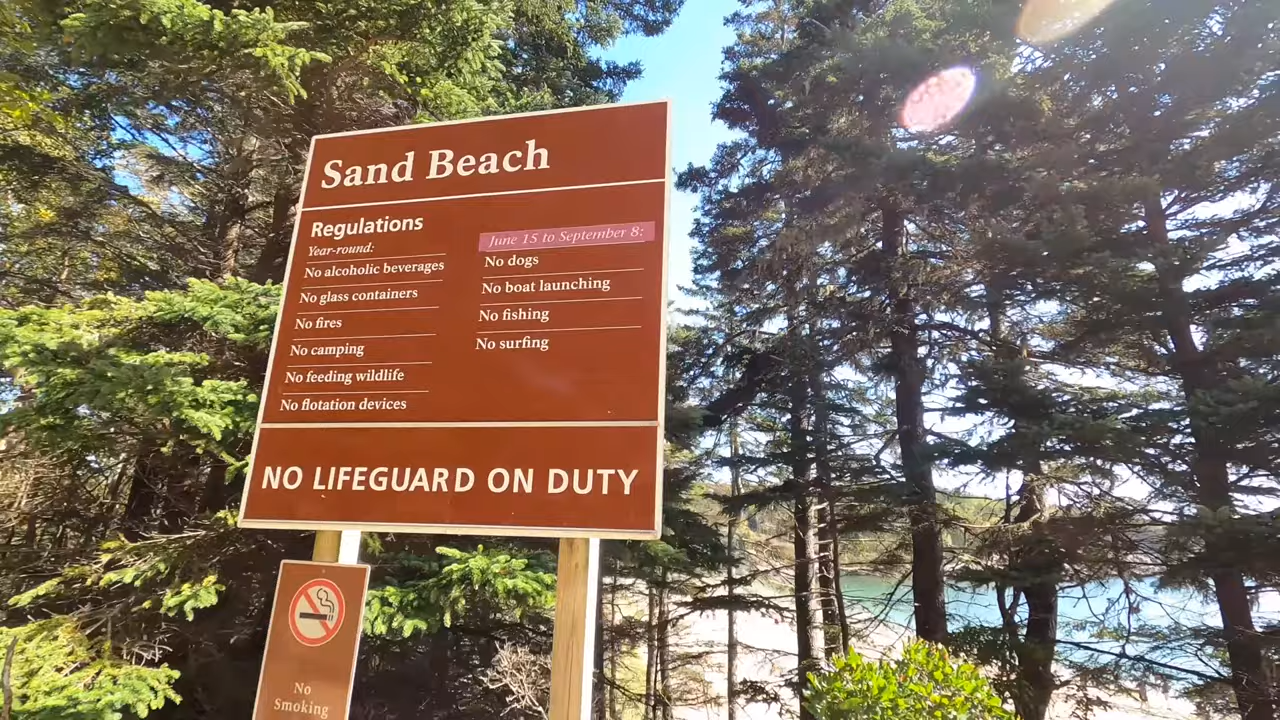 Sand Beach
Regulations
Year-round:
No alcoholic beverages
No glass containers
No fires
No camping
No feeding wildlife
No flotation devices
June 15 to September 8:
No dogs
No boat launching
No fishing
No surfing
NO LIFEGUARD ON DUTY
No
Smoking